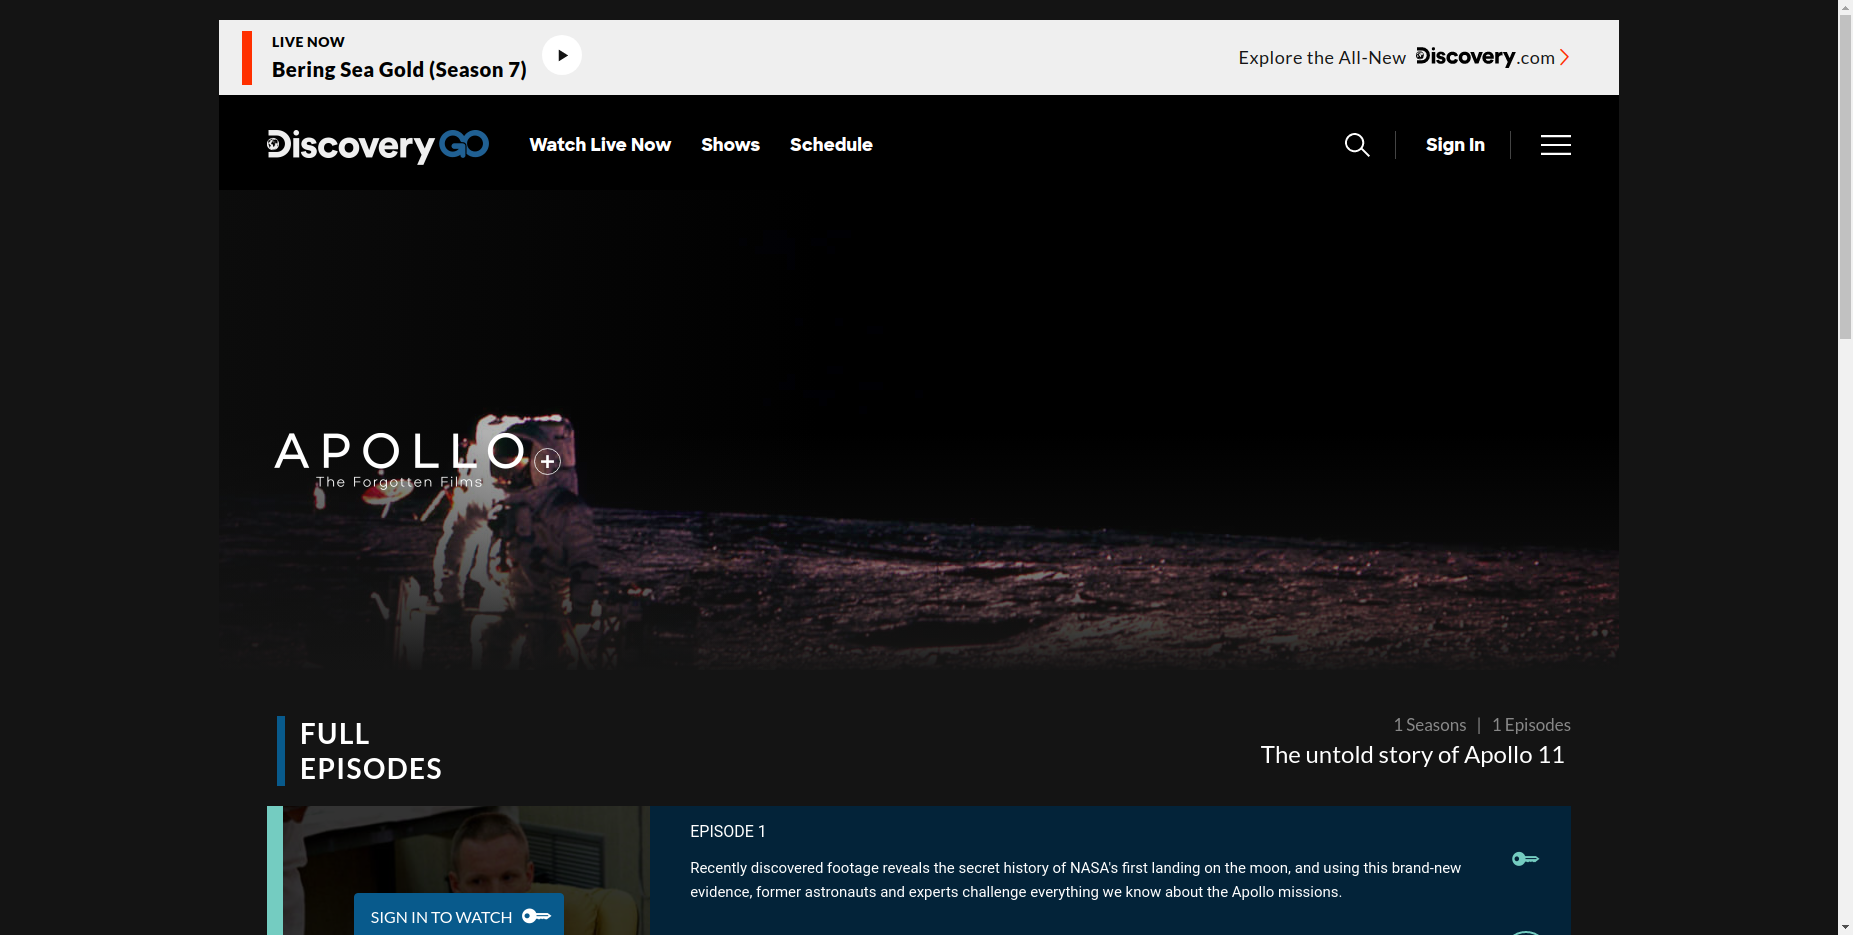 LIVE NOW
Bering Sea Gold (Season 7)
Explore the All-New Discovery.com
Discovery GO
Watch Live Now
Shows
Schedule
Sign In
APOLLO
The Forgotten Films
FULL
EPISODES
1 Seasons | 1 Episodes
The untold story of Apollo 11
SIGN IN TO WATCH
EPISODE 1
Recently discovered footage reveals the secret history of NASA's first landing on the moon, and using this brand-new
evidence, former astronauts and experts challenge everything we know about the Apollo missions.